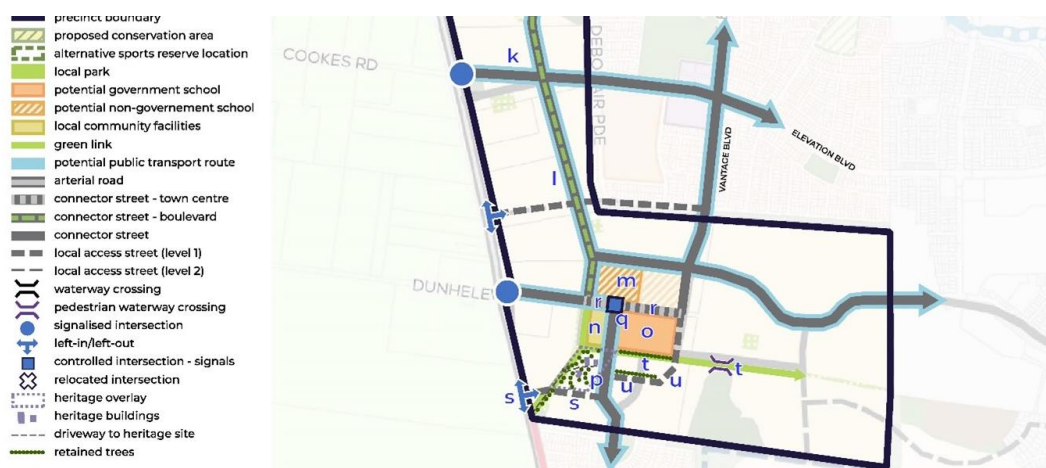 precinct boundary
proposed conservation area
alternative sports reserve location
local park
potential government school
potential non-governement school
local community facilities
green link
potential public transport route
arterial road
connector street - town centre
connector street - boulevard
connector street
local access street (level 1)
local access street (level 2)
waterway crossing
pedestrian waterway crossing
signalised intersection
left-in/left-out
controlled intersection - signals
relocated intersection
heritage overlay
heritage buildings
driveway to heritage site
retained trees
COOKES RD
k
DEBO AIR PDE
ELEVATION BLVD
VANTACE BLVD
l
DUNHELE
m
r
r
n
q
o
t
t
p
u
u
s
s